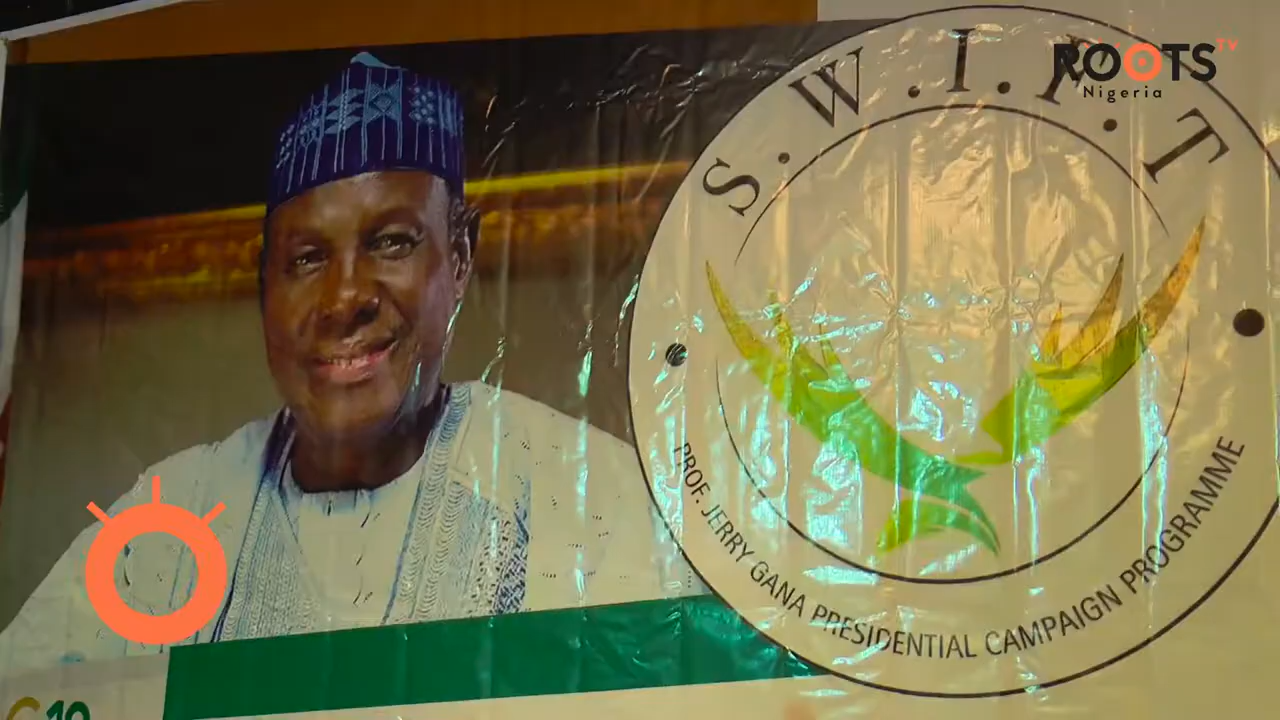 S.W.I.F.T
ROOTS TV
Nigeria
PROF. JERRY GANA PRESIDENTIAL CAMPAIGN PROGRAMME